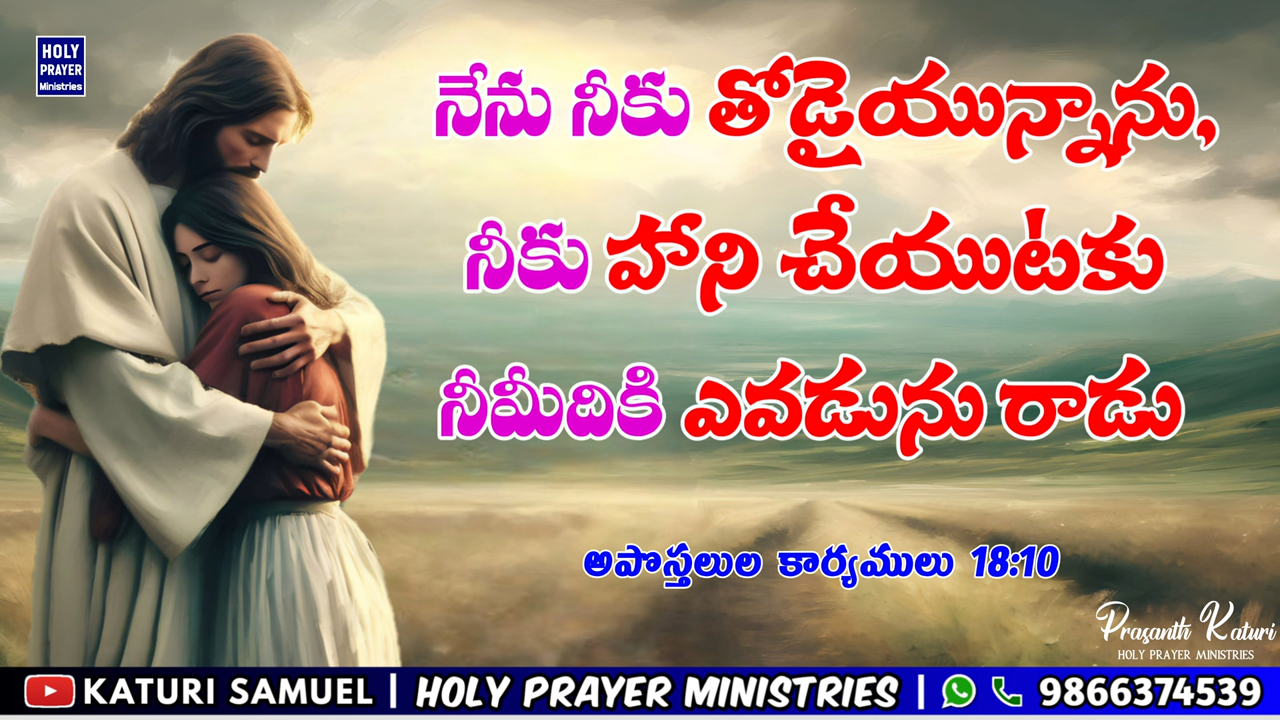 HOLY
PRAYER
Ministries
నేను నీకు తోడైయున్నాను,
నీకు హాని చేయుటకు
నీమీదికి ఎవడును రాడు
అపొస్తలుల కార్యములు 18:10
Prasanth Katuri
HOLY PRAYER MINISTRIES
KATURI SAMUEL | HOLY PRAYER MINISTRIES | 9866374539